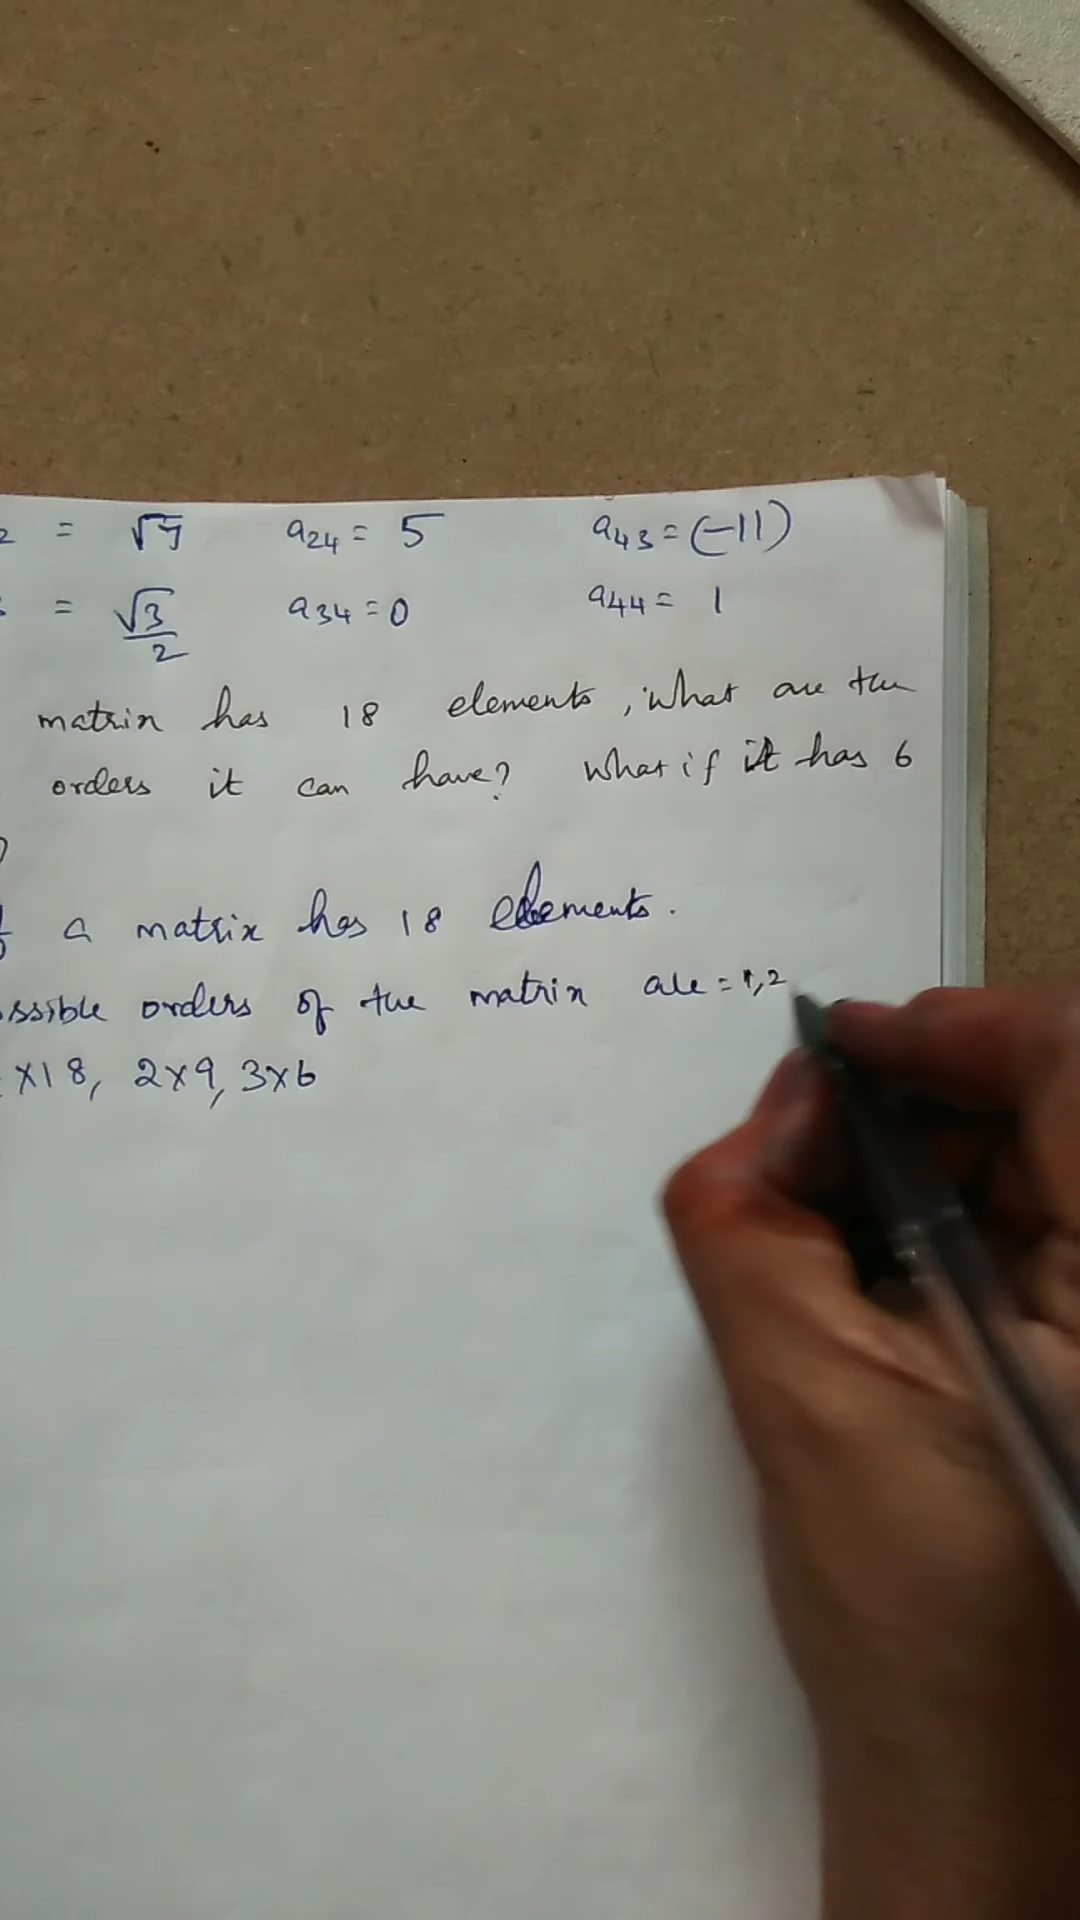 2 = √7 a24 = 5 a43 = (-11)
= √3/2 a34 = 0 a44 = 1
matrix has 18 elements, what are the
orders it can have? What if it has 6
a matrix has 18 elements.
ossible orders of the matrix are = 1,2
×18, 2×9, 3×6